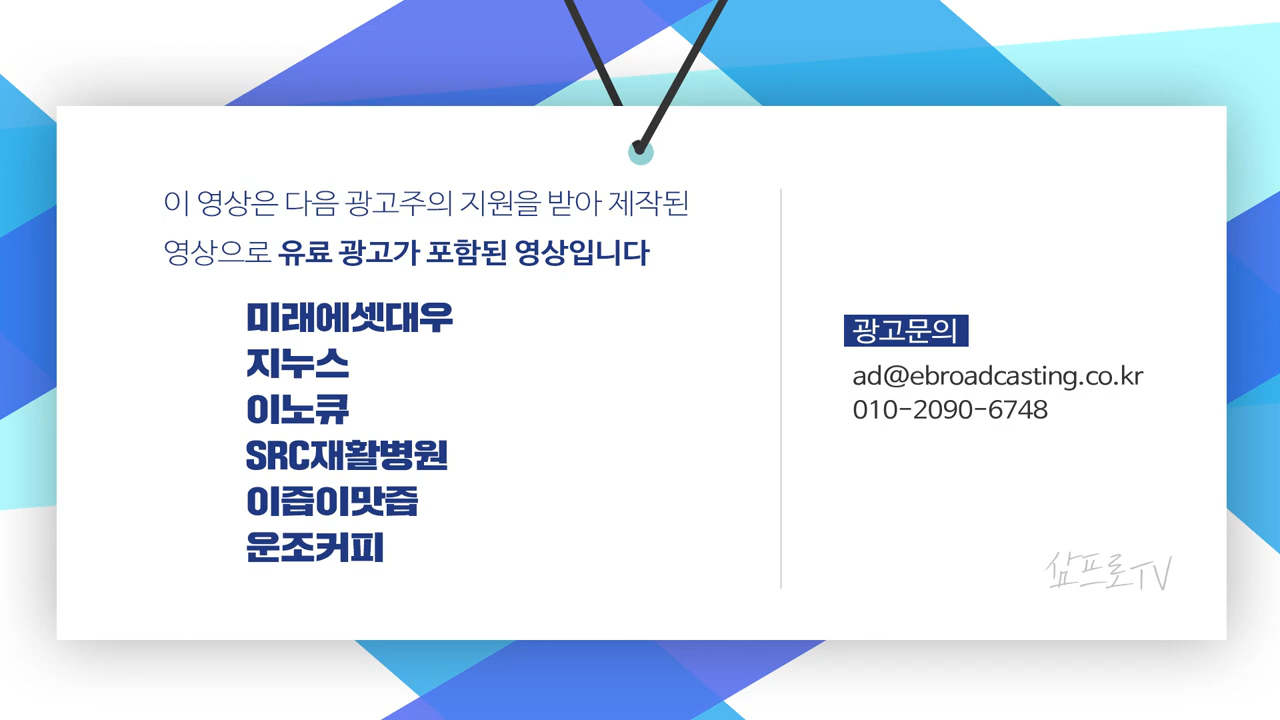 이 영상은 다음 광고주의 지원을 받아 제작된
영상으로 유료 광고가 포함된 영상입니다
미래에셋대우
지누스
이노큐
SRC재활병원
이즙이맛즙
운조커피
광고문의
ad@ebroadcasting.co.kr
010-2090-6748
삼프로TV